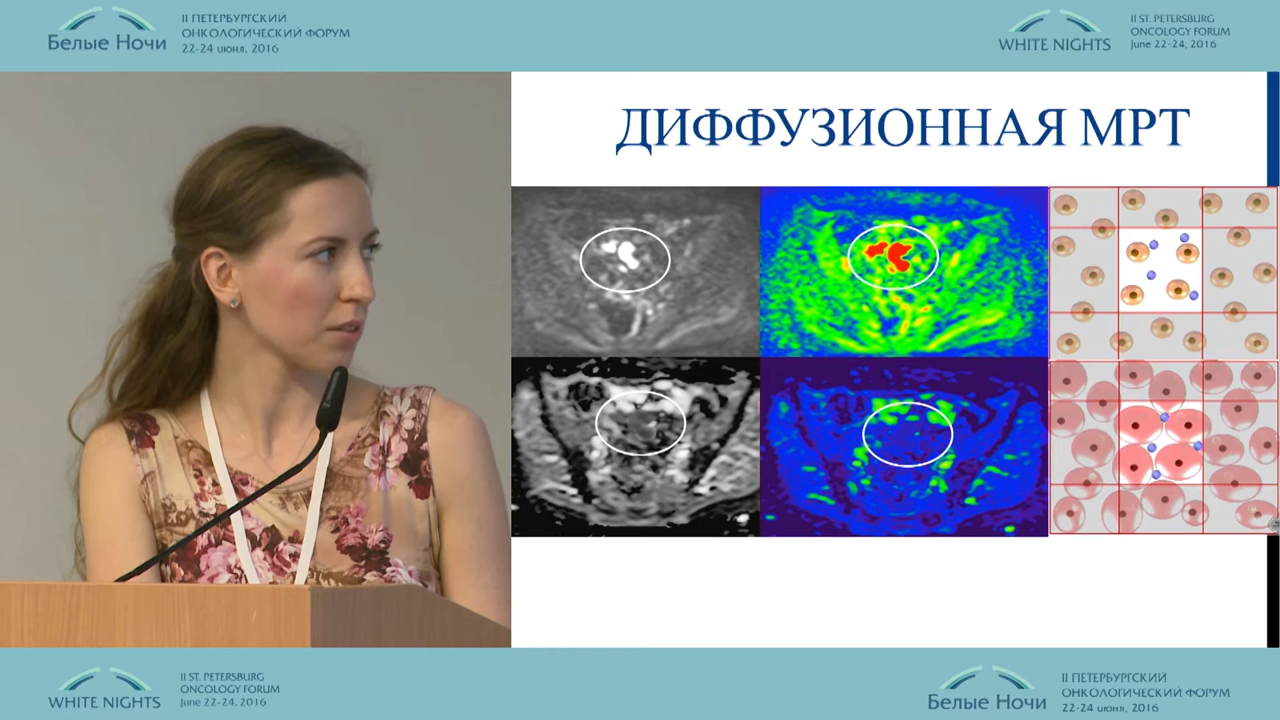 Белые Ночи
II ПЕТЕРБУРГСКИЙ
ОНКОЛОГИЧЕСКИЙ ФОРУМ
22-24 июня, 2016
WHITE NIGHTS
II ST. PETERSBURG
ONCOLOGY FORUM
June 22-24, 2016
ДИФФУЗИОННАЯ МРТ
WHITE NIGHTS
II ST. PETERSBURG
ONCOLOGY FORUM
June 22-24, 2016
Белые Ночи
II ПЕТЕРБУРГСКИЙ
ОНКОЛОГИЧЕСКИЙ ФОРУМ
22-24 июня, 2016